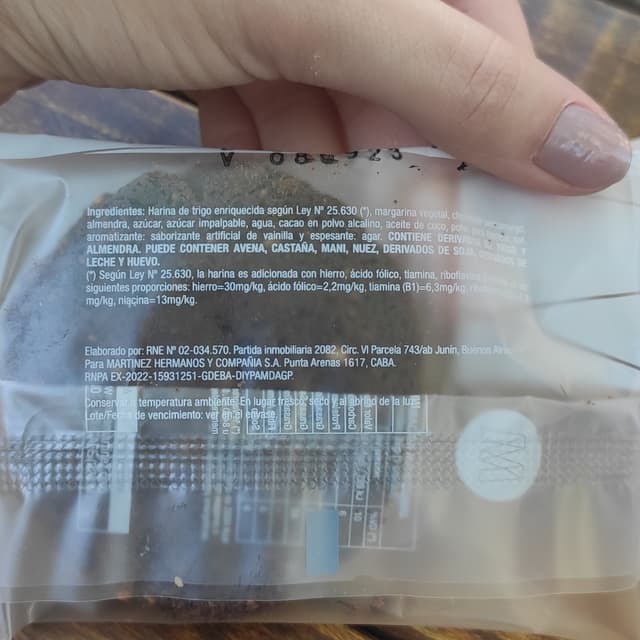 V 080923
Ingredientes: Harina de trigo enriquecida según Ley Nº 25.630 (*), margarina vegetal,
almendra, azúcar, azúcar impalpable, agua, cacao en polvo alcalino, aceite de coco,
aromatizante: saborizante artificial de vainilla y espesante: agar. CONTIENE
ALMENDRA. PUEDE CONTENER AVENA, CASTAÑA, MANI, NUEZ, DERIVADOS DE SOJA,
LECHE Y HUEVO.
(*) Según Ley Nº 25.630, la harina es adicionada con hierro, ácido fólico, tiamina,
siguientes proporciones: hierro=30mg/kg, ácido fólico=2,2mg/kg, tiamina (B1)=6,3mg/kg,
mg/kg, niacina=13mg/kg.
Elaborado por: RNE Nº 02-034.570. Partida inmobiliaria 2082, Circ. VI Parcela 743/ab Junín, Buenos
Para MARTINEZ HERMANOS Y COMPAÑIA S.A. Punta Arenas 1617, CABA.
RNPA EX-2022-15931251-GDEBA-DIYPAMDAGP.
Conservar a temperatura ambiente. En lugar fresco, seco y al abrigo de la luz.
Lote/Fecha de vencimiento: ver en el envase.